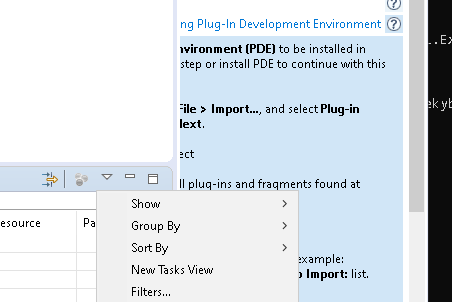 ng Plug-In Development Environment
nvironment (PDE) to be installed in
step or install PDE to continue with this
File > Import..., and select Plug-in
Next.
ect
ll plug-ins and fragments found at
esource
Pa
Show
Group By
Sort By
New Tasks View
Filters...
example:
o Import: list.
.Ex
ekyb